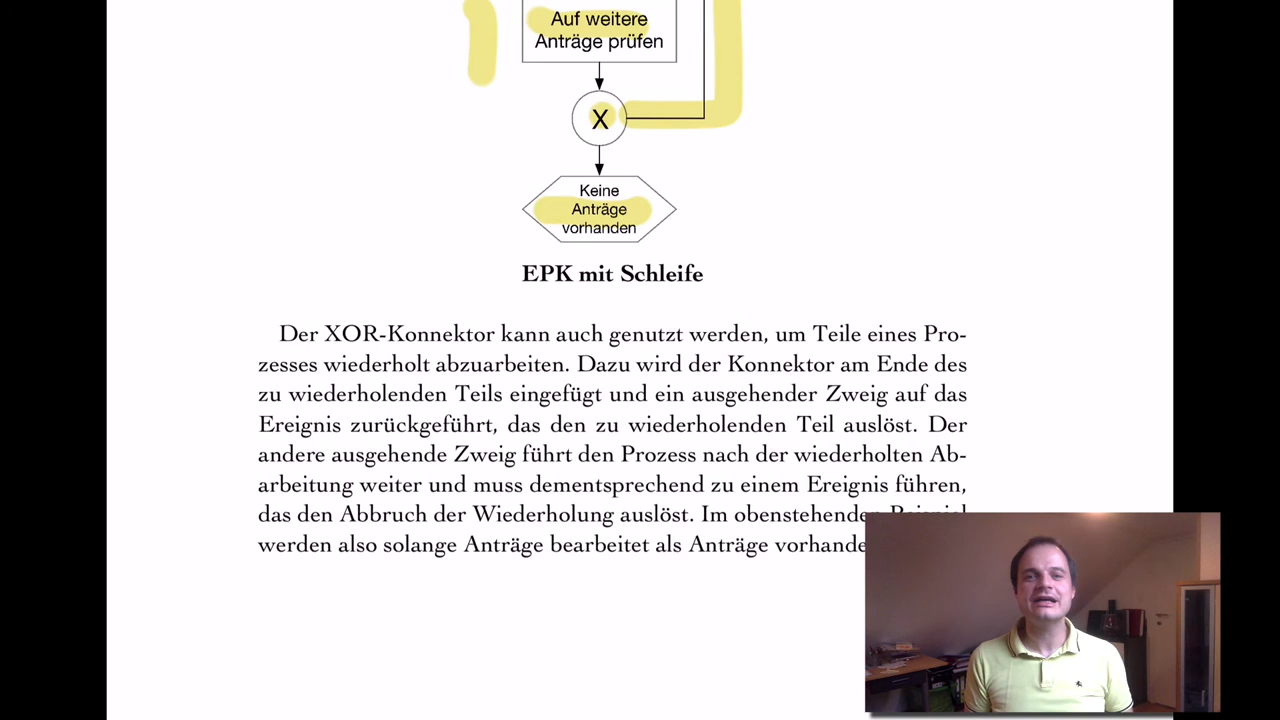 Auf weitere
Anträge prüfen
X
Keine
Anträge
vorhanden
EPK mit Schleife
Der XOR-Konnektor kann auch genutzt werden, um Teile eines Pro-
zesses wiederholt abzuarbeiten. Dazu wird der Konnektor am Ende des
zu wiederholenden Teils eingefügt und ein ausgehender Zweig auf das
Ereignis zurückgeführt, das den zu wiederholenden Teil auslöst. Der
andere ausgehende Zweig führt den Prozess nach der wiederholten Ab-
arbeitung weiter und muss dementsprechend zu einem Ereignis führen,
das den Abbruch der Wiederholung auslöst. Im obenstehenden
werden also solange Anträge bearbeitet als Anträge